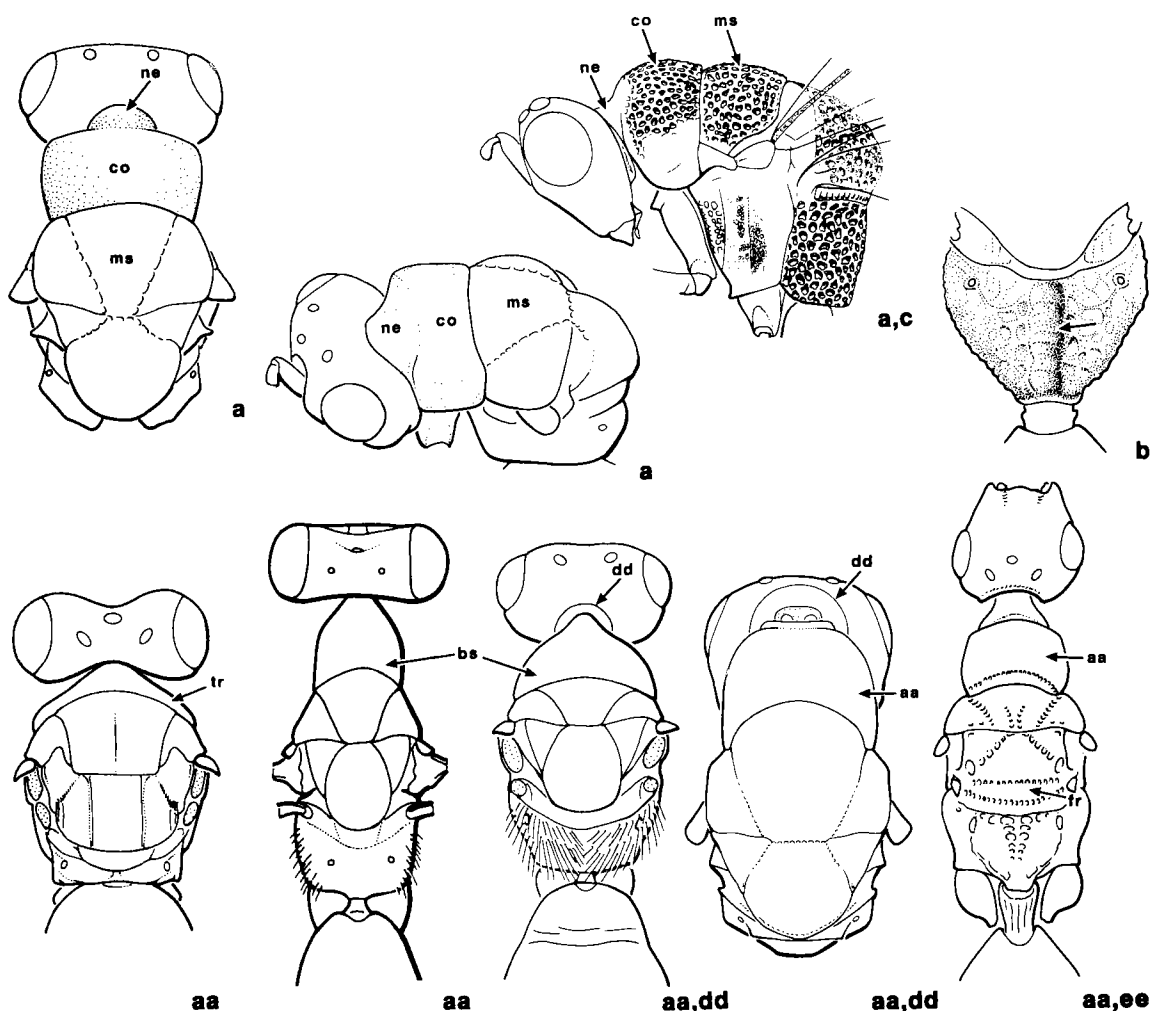 co ms
ne
ne
co
ms
a,c
ms
ne co
a
b
a
dd
dd
tr
bs
aa
aa
fr
aa aa aa,dd aa,dd aa,ee